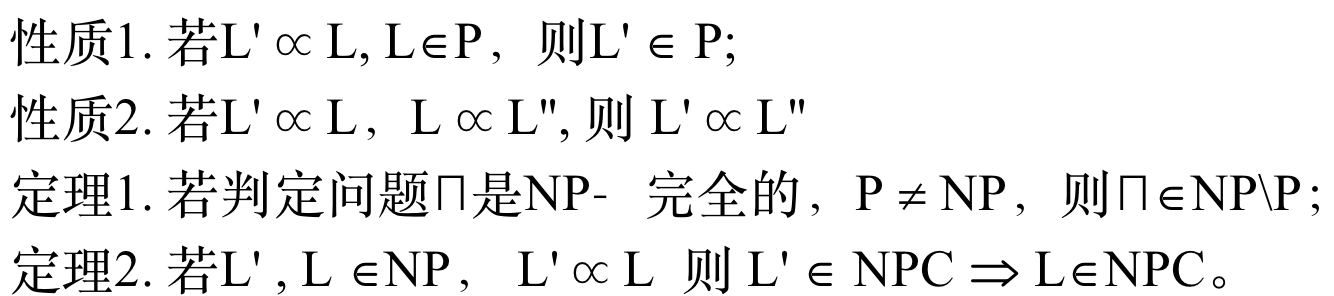 性质1. 若L' ∝ L, L∈P，则L' ∈ P;
性质2. 若L' ∝ L，L ∝ L", 则 L' ∝ L"
定理1. 若判定问题∏是NP- 完全的，P ≠ NP，则∏∈NP\P;
定理2. 若L' , L ∈NP， L' ∝ L 则 L' ∈ NPC ⇒ L∈NPC。